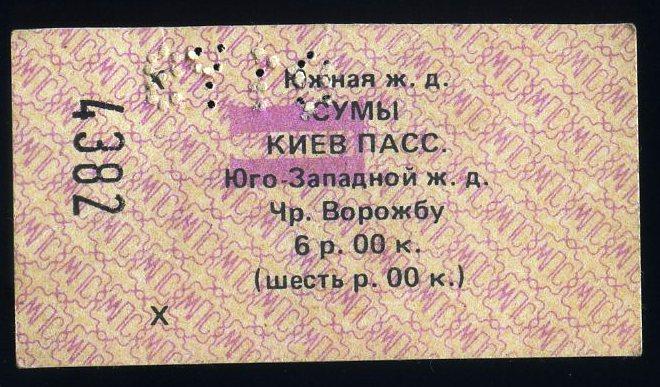 Южная ж. д.
СУМЫ
КИЕВ ПАСС.
Юго-Западной ж. д.
Чр. Ворожбу
6 р. 00 к.
(шесть р. 00 к.)
х
4382